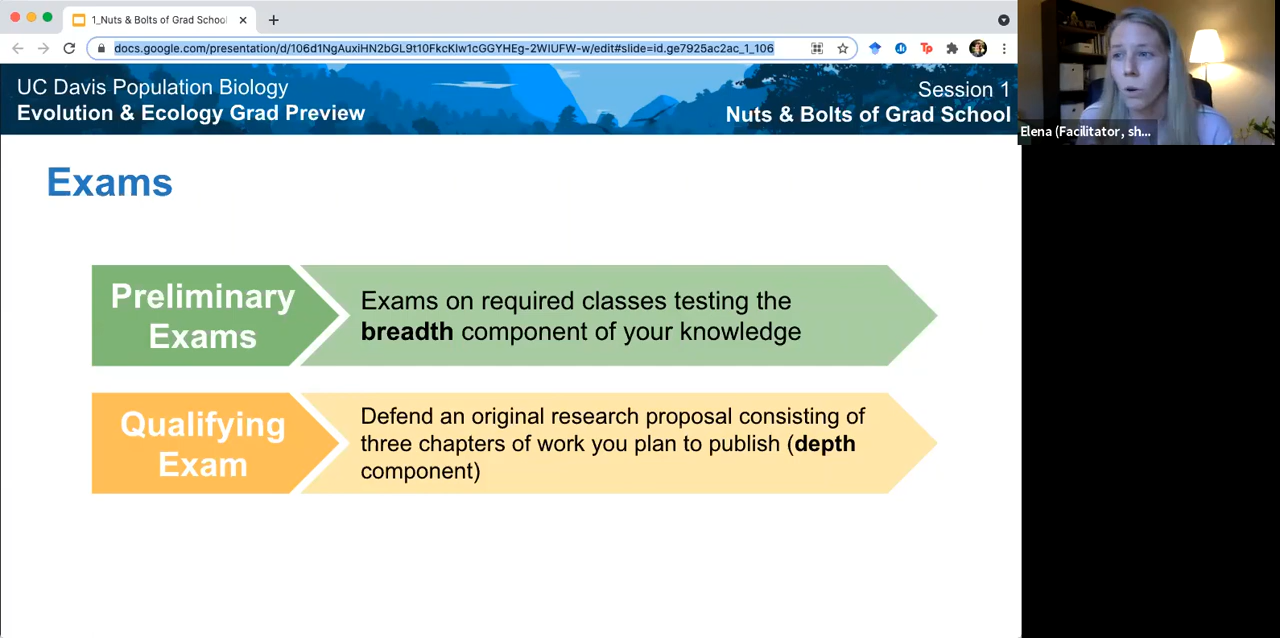 1_Nuts & Bolts of Grad School
docs.google.com/presentation/d/106d1NgAuxiHN2bGL9t10FkcKlw1cGGYHEg-2WIUFW-w/edit#slide=id.ge7925ac2ac_1_106
Tp
UC Davis Population Biology
Evolution & Ecology Grad Preview
Session 1
Nuts & Bolts of Grad School
Elena (Facilitator, sh...
Exams
Preliminary
Exams
Exams on required classes testing the
breadth component of your knowledge
Qualifying
Exam
Defend an original research proposal consisting of
three chapters of work you plan to publish (depth
component)